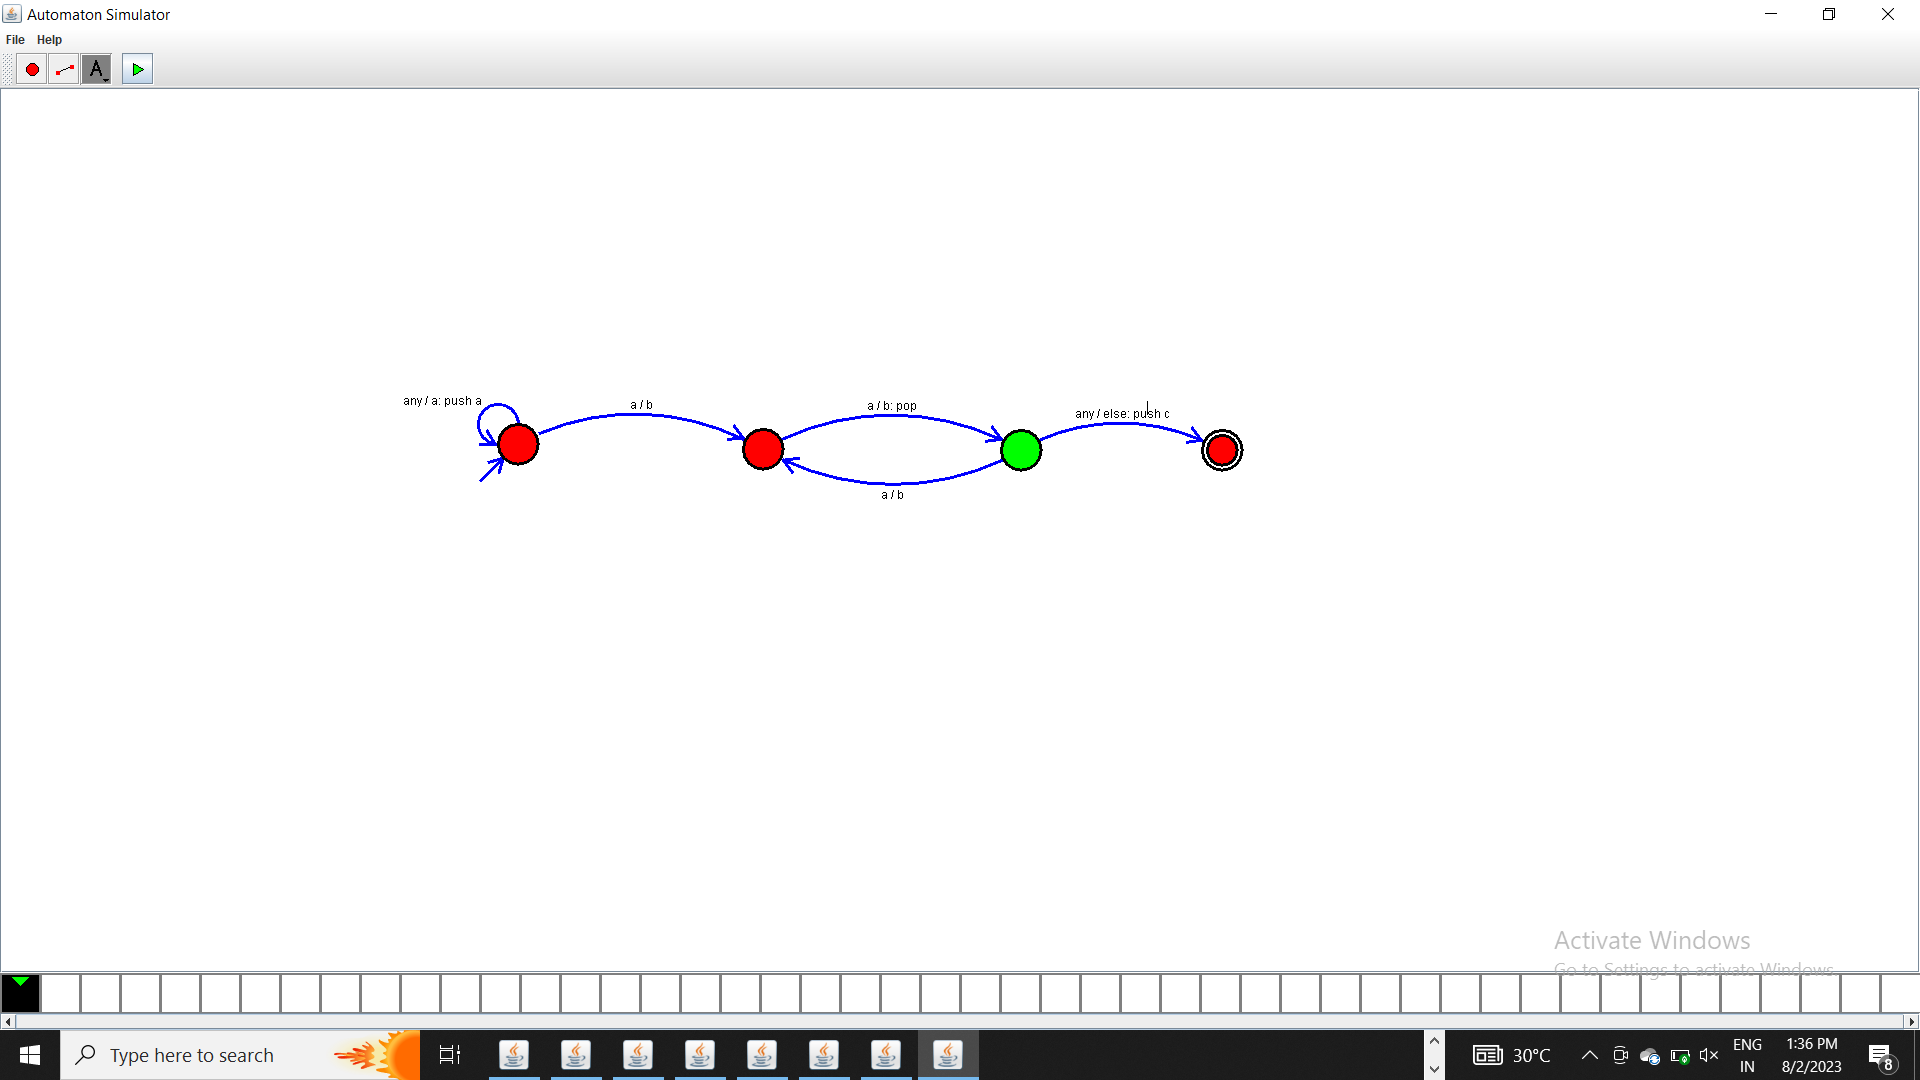 Automaton Simulator
File Help
A
any / a: push a
a / b
a / b: pop
any / else: push c
a / b
Activate Windows
Go to Settings to activate Windows.
Type here to search
30°C
ENG
IN
1:36 PM
8/2/2023
8